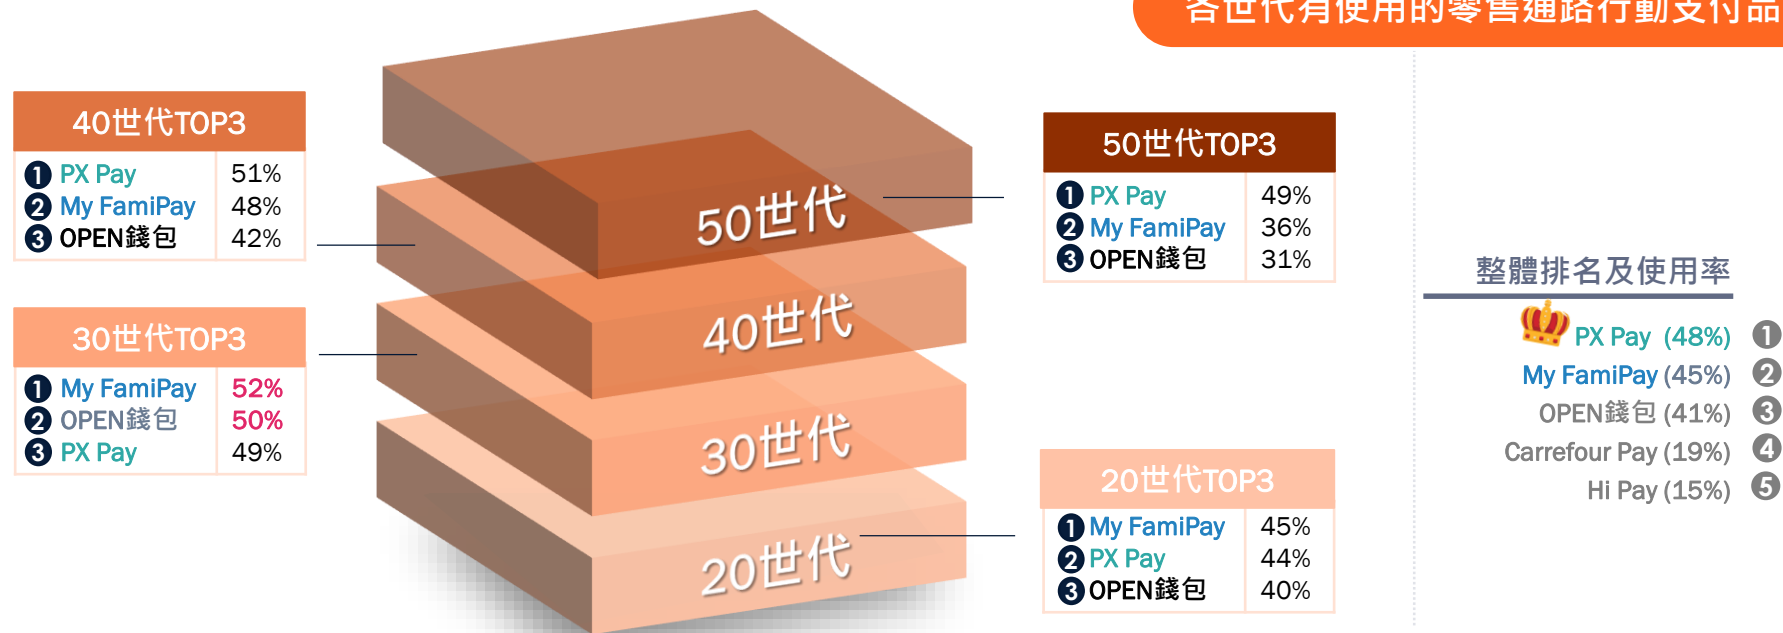 各世代有使用的零售通路行動支付品
40世代TOP3
1 PX Pay 51%
2 My FamiPay 48%
3 OPEN錢包 42%
30世代TOP3
1 My FamiPay 52%
2 OPEN錢包 50%
3 PX Pay 49%
50世代
40世代
30世代
20世代
50世代TOP3
1 PX Pay 49%
2 My FamiPay 36%
3 OPEN錢包 31%
20世代TOP3
1 My FamiPay 45%
2 PX Pay 44%
3 OPEN錢包 40%
整體排名及使用率
PX Pay (48%) 1
My FamiPay (45%) 2
OPEN錢包 (41%) 3
Carrefour Pay (19%) 4
Hi Pay (15%) 5